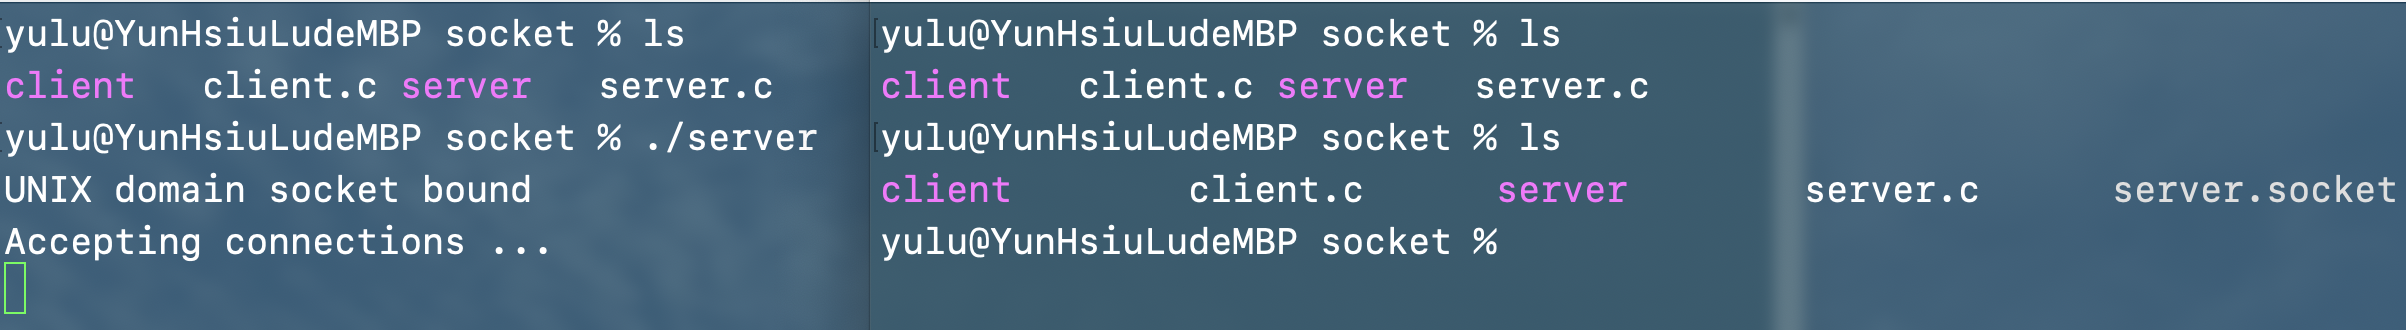 yulu@YunHsiuLudeMBP socket % ls
client client.c server server.c
yulu@YunHsiuLudeMBP socket % ./server
UNIX domain socket bound
Accepting connections ...
yulu@YunHsiuLudeMBP socket % ls
client client.c server server.c
yulu@YunHsiuLudeMBP socket % ls
client client.c server server.c server.socket
yulu@YunHsiuLudeMBP socket %